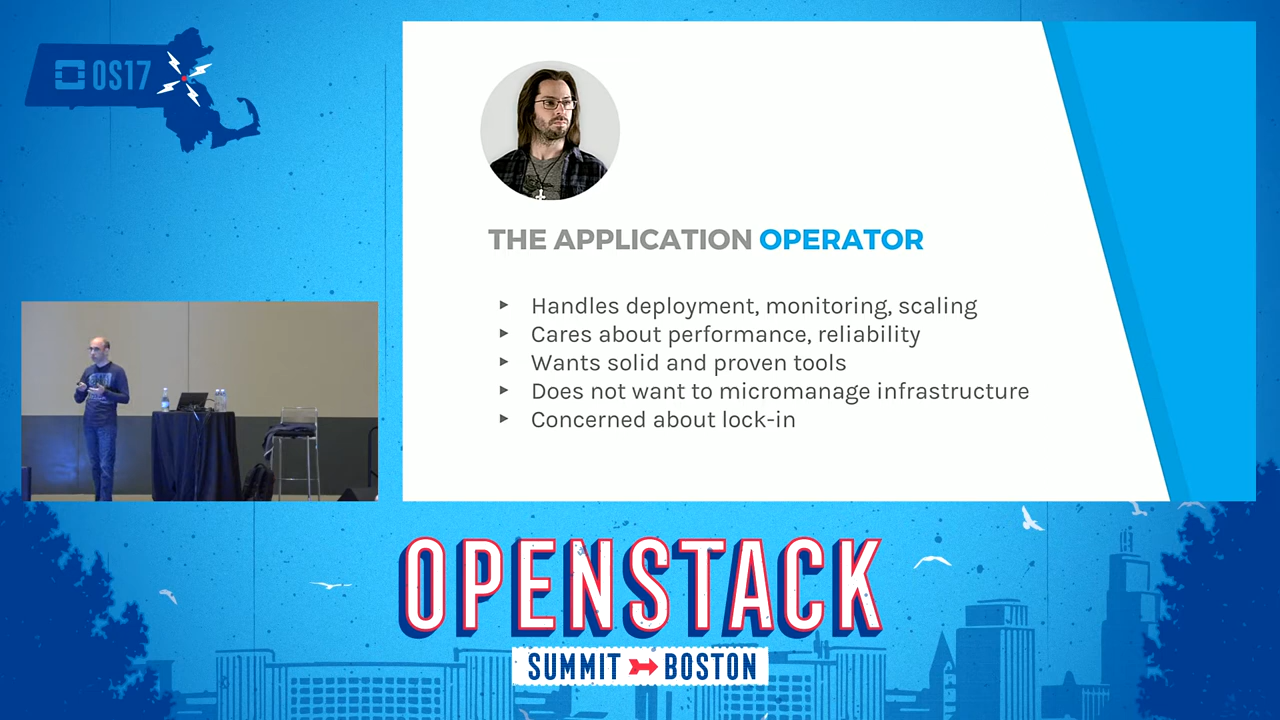 OS17
THE APPLICATION OPERATOR
▸ Handles deployment, monitoring, scaling
▸ Cares about performance, reliability
▸ Wants solid and proven tools
▸ Does not want to micromanage infrastructure
▸ Concerned about lock-in
OPENSTACK
SUMMIT BOSTON